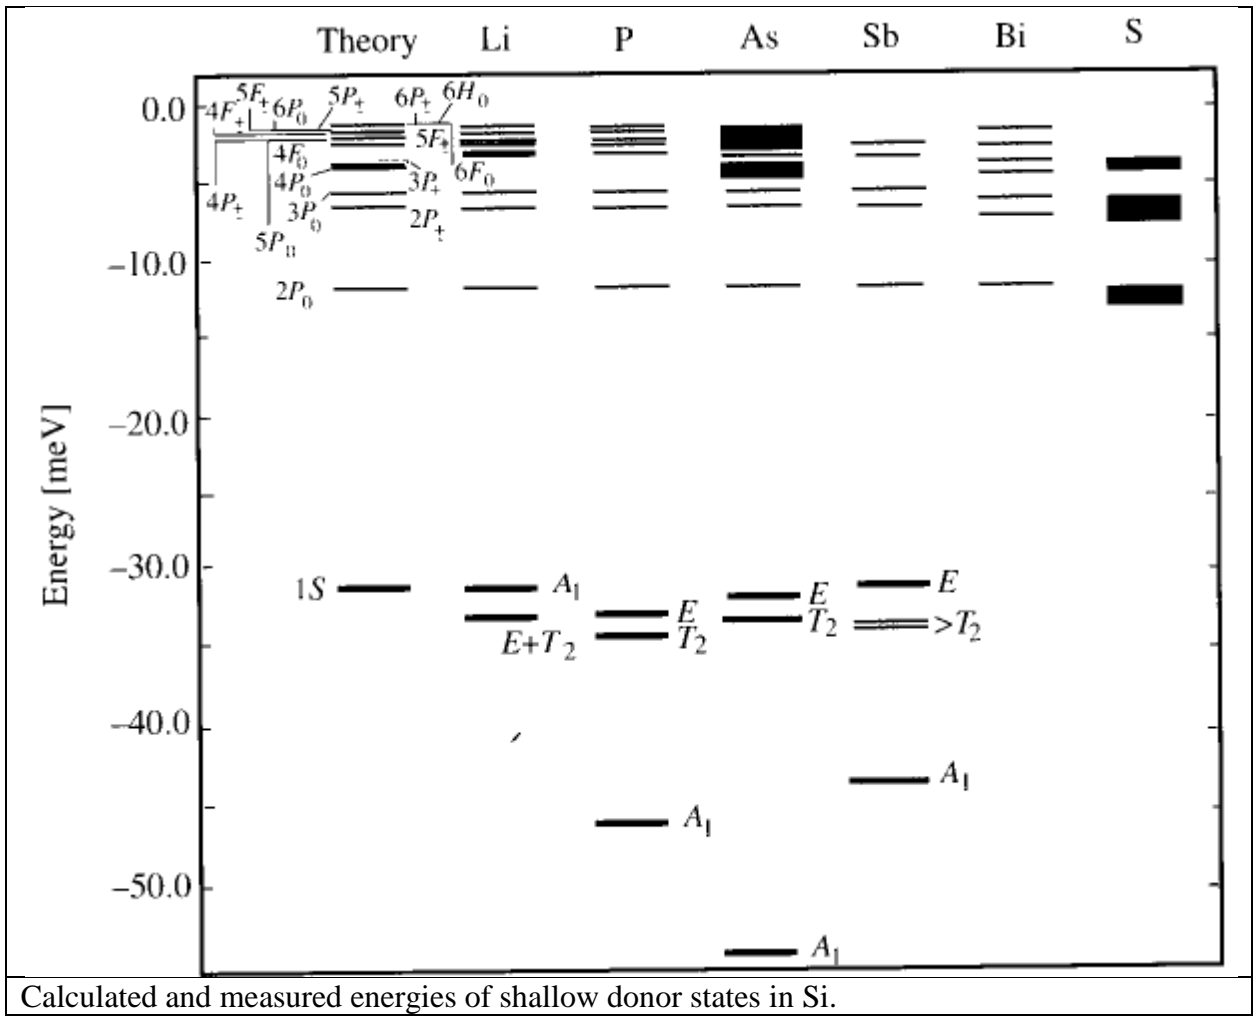 Theory Li P As Sb Bi S
5F± 5P± 6P± 6H₀
0.0 4F± 6P₀
5F±
4F₀
4P₀ 3P± 6F₀
4P± 3P₀ 2P±
5P₀
–10.0
2P₀
–20.0
Energy [meV]
–30.0
1S A₁ E E E
E+T₂ T₂ T₂ >T₂
–40.0
A₁
A₁
–50.0
A₁
Calculated and measured energies of shallow donor states in Si.